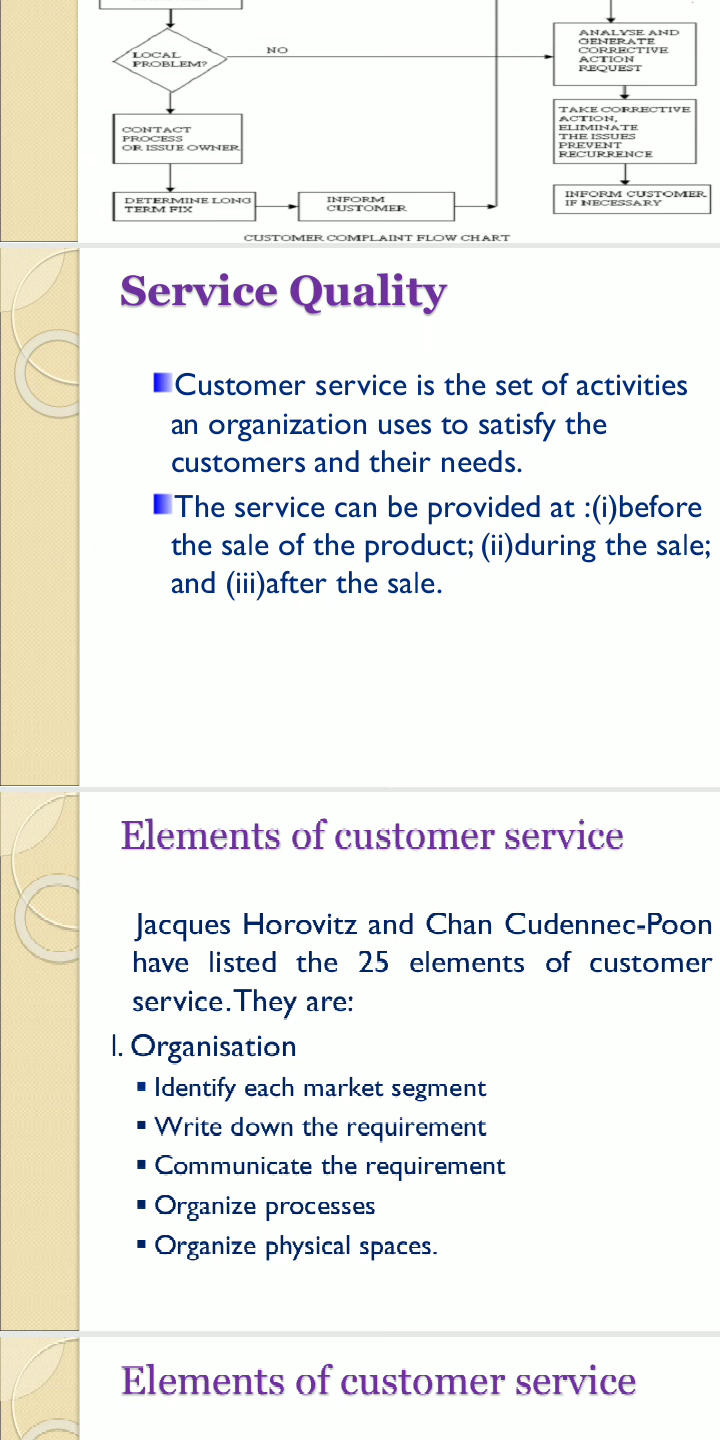 LOCAL
PROBLEM?
NO
ANALYSE AND
GENERATE
CORRECTIVE
ACTION
REQUEST
CONTACT
PROCESS
OR ISSUE OWNER
TAKE CORRECTIVE
ACTION,
ELIMINATE
THE ISSUES
PREVENT
RECURRENCE
DETERMINE LONG
TERM FIX
INFORM
CUSTOMER
INFORM CUSTOMER
IF NECESSARY
CUSTOMER COMPLAINT FLOW CHART
Service Quality
Customer service is the set of activities
an organization uses to satisfy the
customers and their needs.
The service can be provided at :(i)before
the sale of the product; (ii)during the sale;
and (iii)after the sale.
Elements of customer service
Jacques Horovitz and Chan Cudennec-Poon
have listed the 25 elements of customer
service. They are:
I. Organisation
▪ Identify each market segment
▪ Write down the requirement
▪ Communicate the requirement
▪ Organize processes
▪ Organize physical spaces.
Elements of customer service